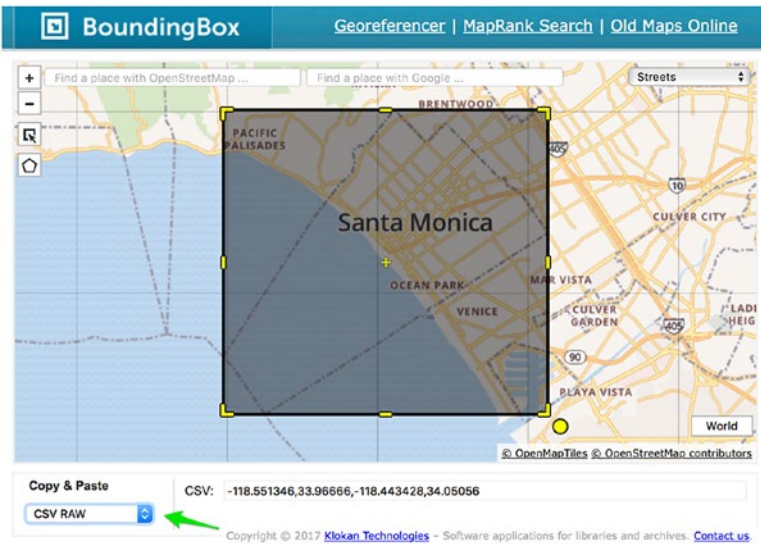 BoundingBox
Georeferencer | MapRank Search | Old Maps Online
+
Find a place with OpenStreetMap ...
Find a place with Google ...
Streets
-
BRENTWOOD
PACIFIC
PALISADES
405
10
Santa Monica
CULVER CITY
OCEAN PARK
MAR VISTA
VENICE
CULVER
GARDEN
405
LADE
HEIG
90
PLAYA VISTA
World
© OpenMapTiles © OpenStreetMap contributors
Copy & Paste
CSV: -118.551346,33.96666,-118.443428,34.05056
CSV RAW
Copyright © 2017 Klokan Technologies – Software applications for libraries and archives. Contact us.